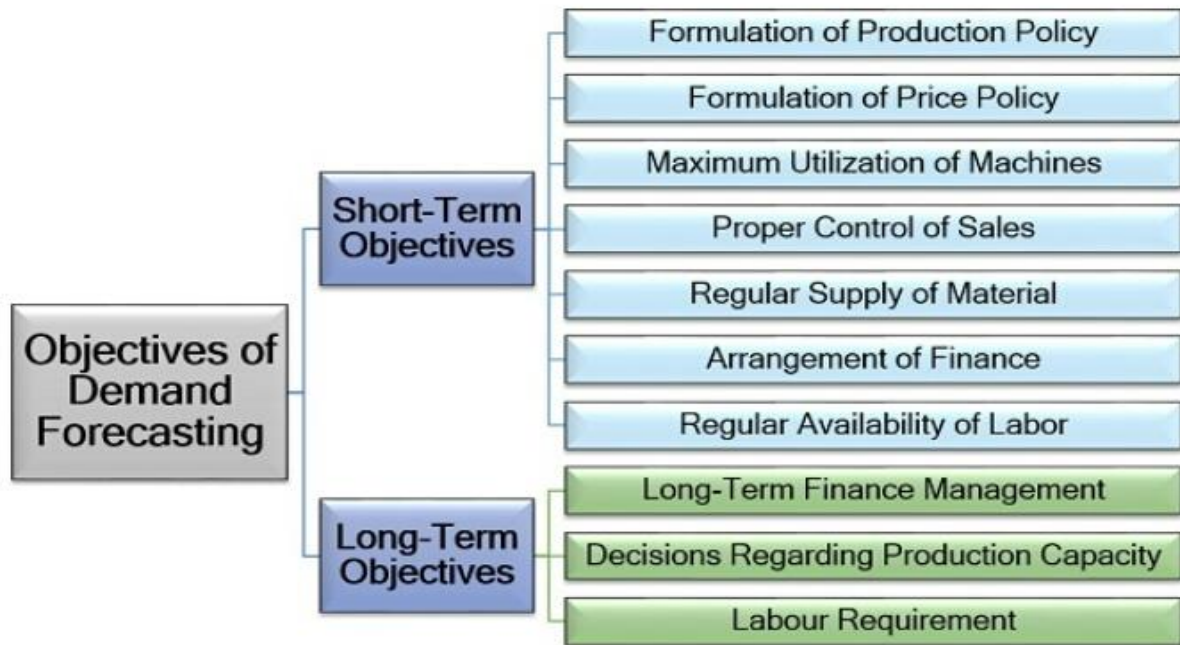 Objectives of
Demand
Forecasting
Short-Term
Objectives
Formulation of Production Policy
Formulation of Price Policy
Maximum Utilization of Machines
Proper Control of Sales
Regular Supply of Material
Arrangement of Finance
Regular Availability of Labor
Long-Term
Objectives
Long-Term Finance Management
Decisions Regarding Production Capacity
Labour Requirement